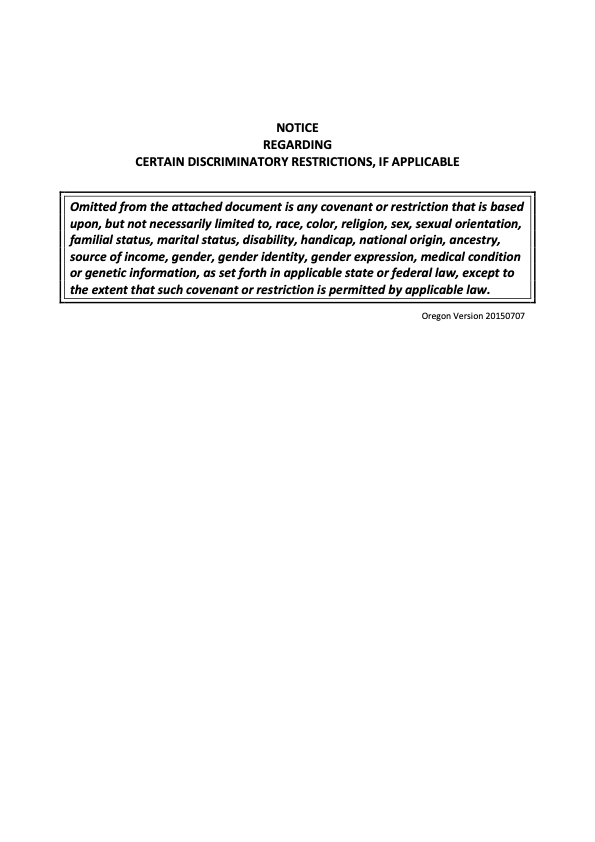 NOTICE
REGARDING
CERTAIN DISCRIMINATORY RESTRICTIONS, IF APPLICABLE
Omitted from the attached document is any covenant or restriction that is based
upon, but not necessarily limited to, race, color, religion, sex, sexual orientation,
familial status, marital status, disability, handicap, national origin, ancestry,
source of income, gender, gender identity, gender expression, medical condition
or genetic information, as set forth in applicable state or federal law, except to
the extent that such covenant or restriction is permitted by applicable law.
Oregon Version 20150707